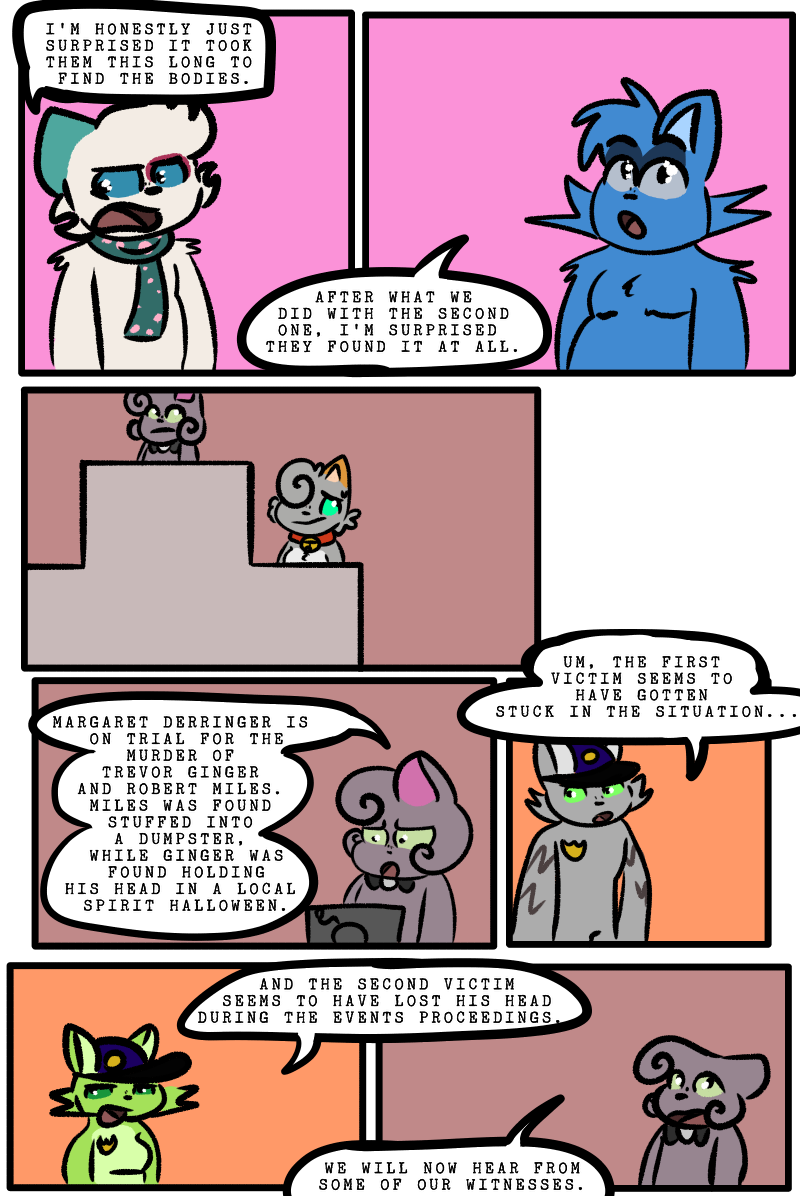 I'M HONESTLY JUST
SURPRISED IT TOOK
THEM THIS LONG TO
FIND THE BODIES.
AFTER WHAT WE
DID WITH THE SECOND
ONE, I'M SURPRISED
THEY FOUND IT AT ALL.
MARGARET DERRINGER IS
ON TRIAL FOR THE
MURDER OF
TREVOR GINGER
AND ROBERT MILES.
MILES WAS FOUND
STUFFED INTO
A DUMPSTER,
WHILE GINGER WAS
FOUND HOLDING
HIS HEAD IN A LOCAL
SPIRIT HALLOWEEN.
UM, THE FIRST
VICTIM SEEMS TO
HAVE GOTTEN
STUCK IN THE SITUATION...
AND THE SECOND VICTIM
SEEMS TO HAVE LOST HIS HEAD
DURING THE EVENTS PROCEEDINGS.
WE WILL NOW HEAR FROM
SOME OF OUR WITNESSES.